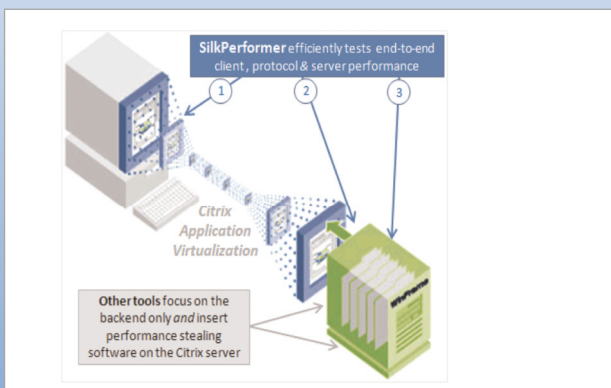 SilkPerformer efficiently tests end-to-end
client, protocol & server performance
1
2
3
Citrix
Application
Virtualization
WinFrame
Other tools focus on the
backend only and insert
performance stealing
software on the Citrix server